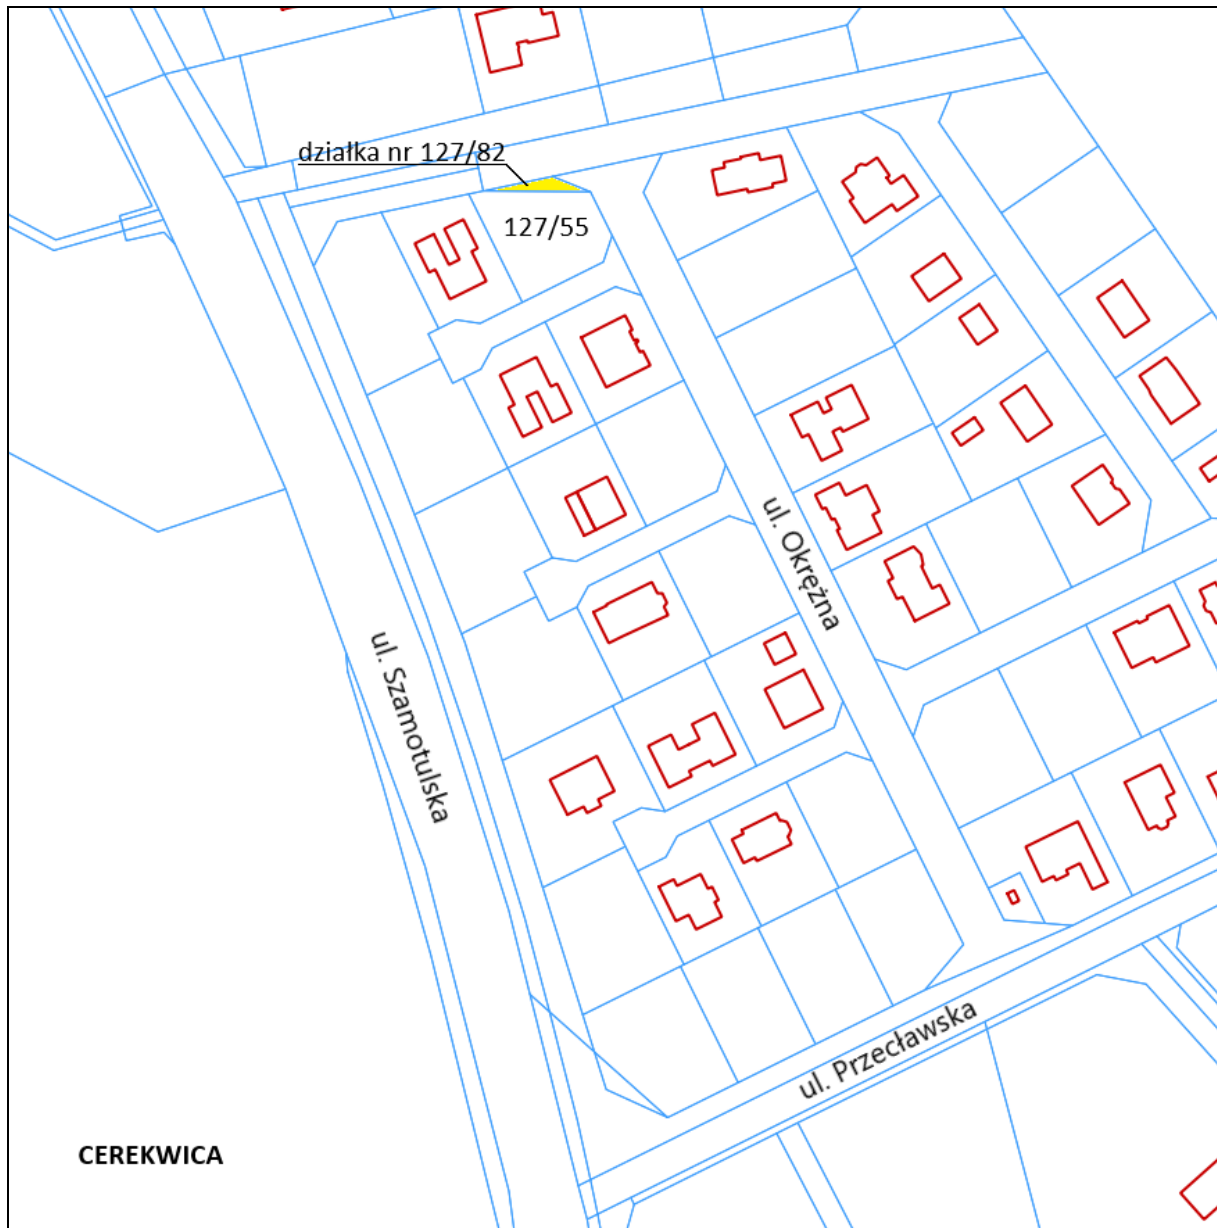 działka nr 127/82
127/55
ul. Okrężna
ul. Szamotulska
ul. Przecławska
CEREKWICA